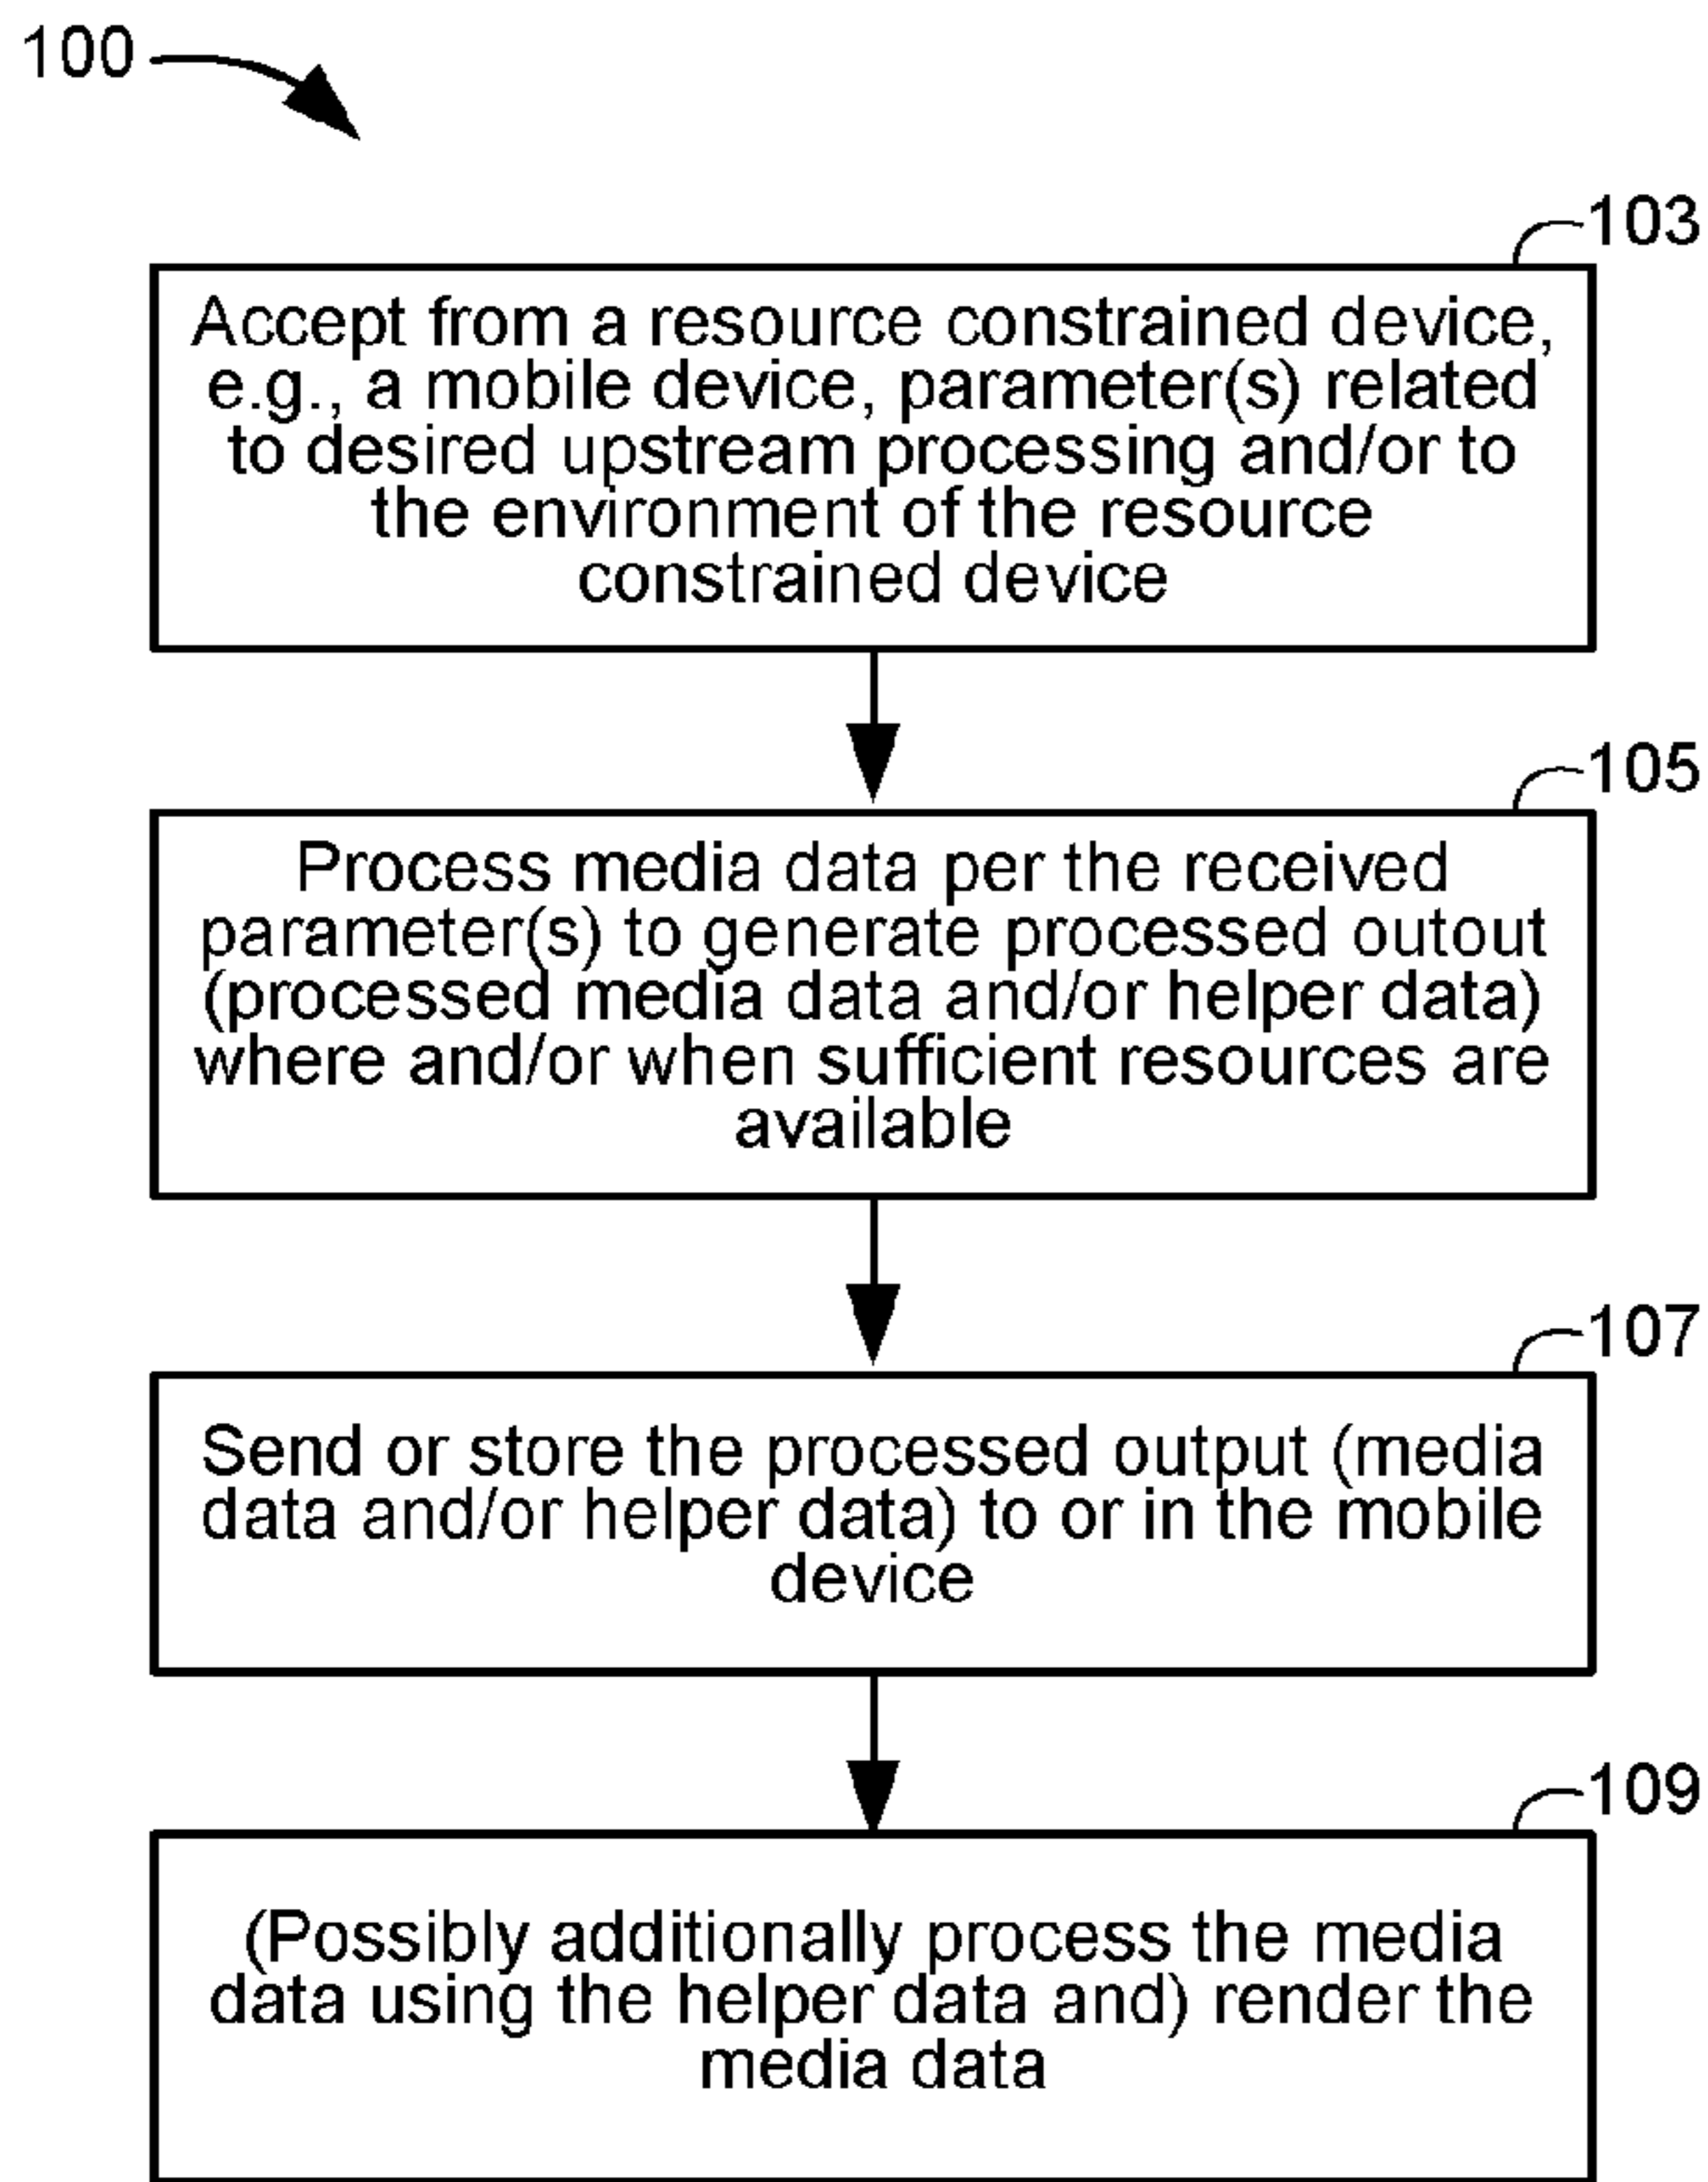 100
103
Accept from a resource constrained device,
e.g., a mobile device, parameter(s) related
to desired upstream processing and/or to
the environment of the resource
constrained device
105
Process media data per the received
parameter(s) to generate processed outout
(processed media data and/or helper data)
where and/or when sufficient resources are
available
107
Send or store the processed output (media
data and/or helper data) to or in the mobile
device
109
(Possibly additionally process the media
data using the helper data and) render the
media data